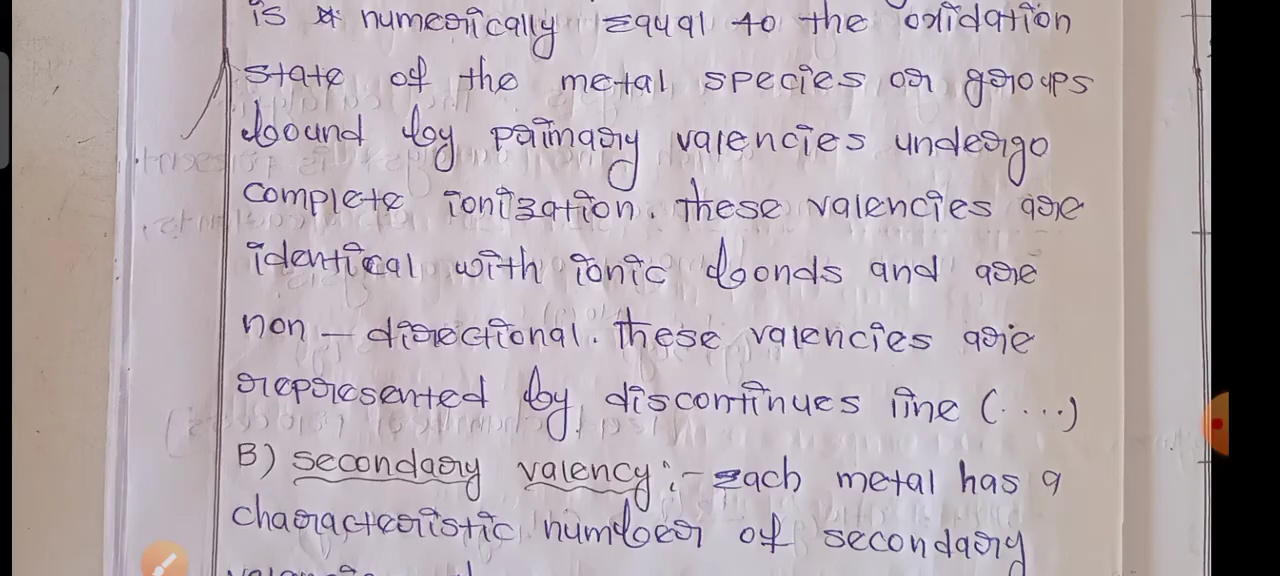 is numerically equal to the oxidation
state of the metal species or groups
bound by primary valencies undergo
complete ionization. These valencies are
identical with ionic bonds and are
non - directional. These valencies are
represented by discontinues line (....)
B) secondary valency :- Each metal has a
characteristic number of secondary